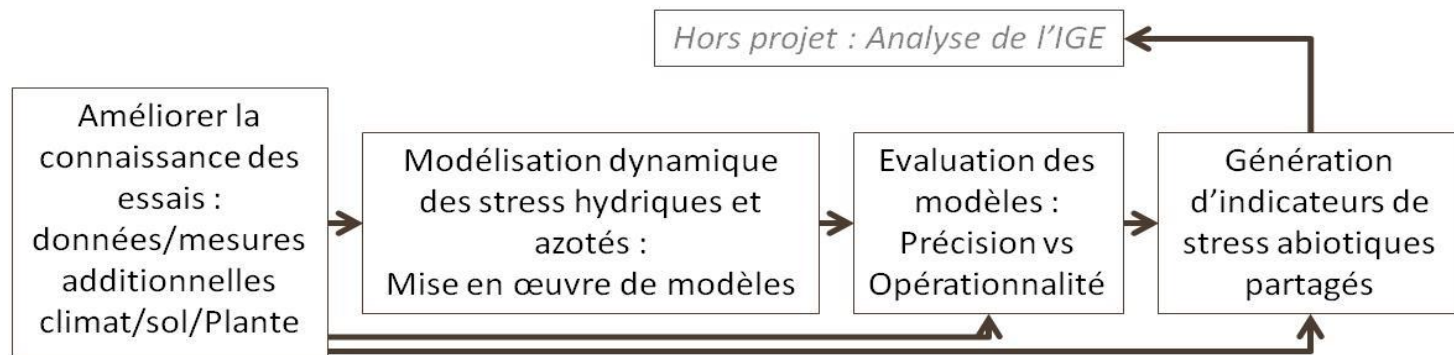 Hors projet : Analyse de l'IGE
Améliorer la
connaissance des
essais :
données/mesures
additionnelles
climat/sol/Plante
Modélisation dynamique
des stress hydriques et
azotés :
Mise en œuvre de modèles
Evaluation des
modèles :
Précision vs
Opérationnalité
Génération
d'indicateurs de
stress abiotiques
partagés